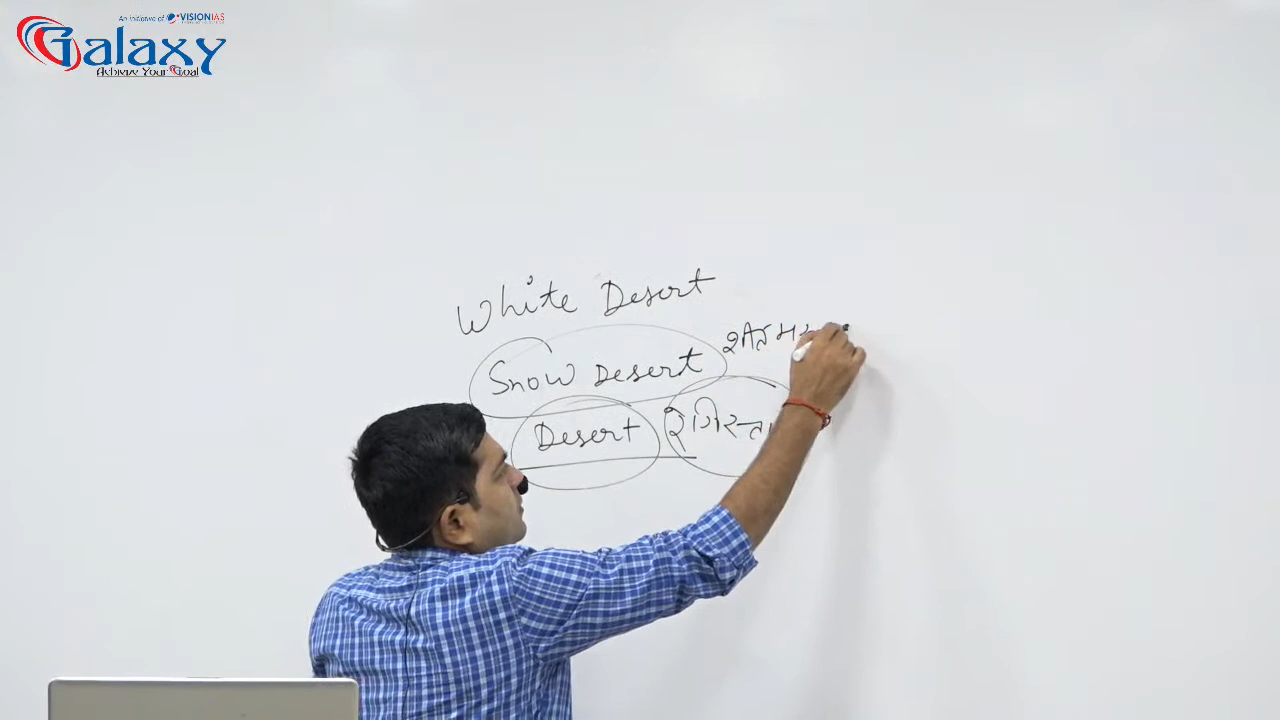 An initiative of VISIONIAS
Galaxy
Achieve Your Goal
White Desert
Snow Desert
Desert